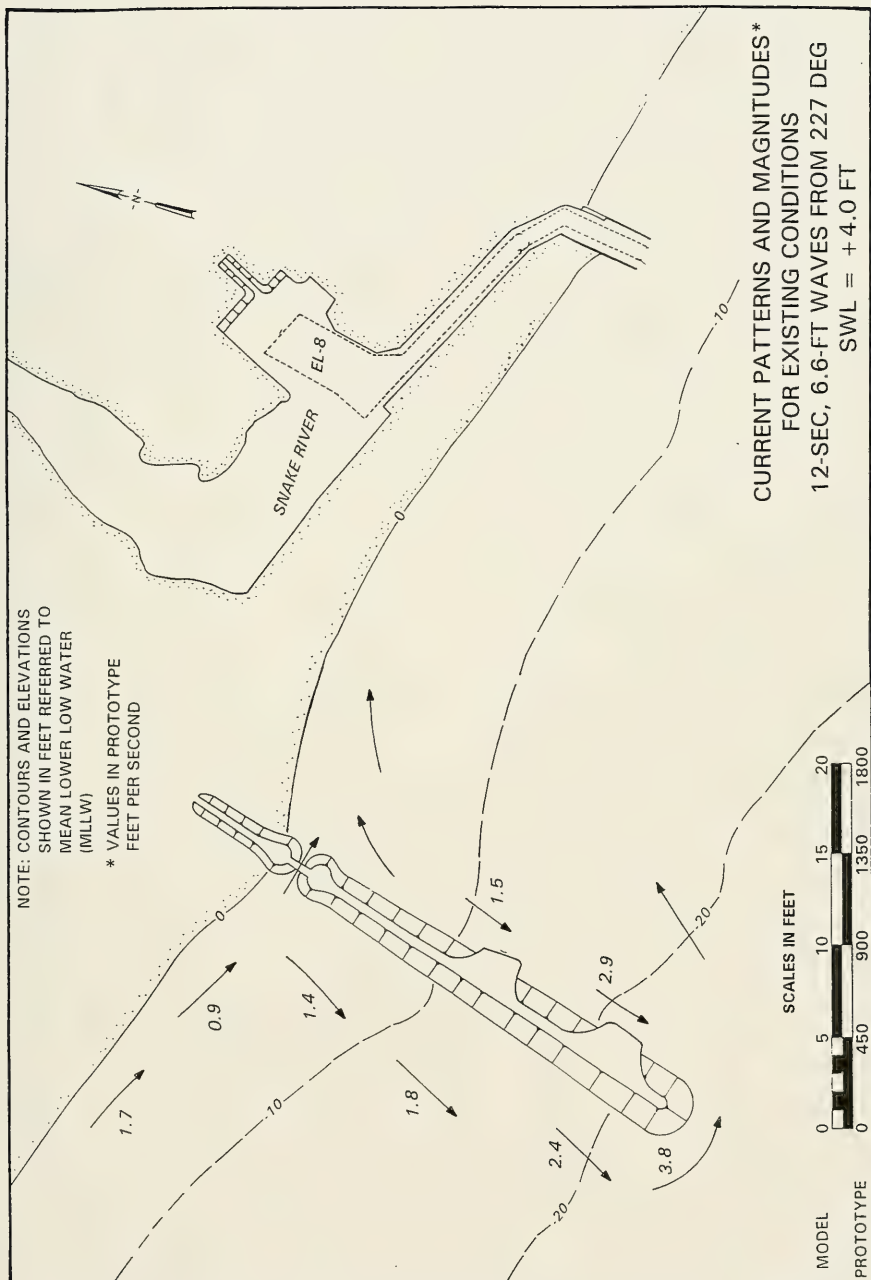 NOTE: CONTOURS AND ELEVATIONS
SHOWN IN FEET REFERRED TO
MEAN LOWER LOW WATER
(MLLW)
* VALUES IN PROTOTYPE
FEET PER SECOND
-N-
SNAKE RIVER
EL-8
0
0
-10
-10
-20
-20
1.7
0.9
1.4
1.8
2.4
3.8
1.5
2.9
SCALES IN FEET
MODEL
0 5 10 15 20
PROTOTYPE
0 450 900 1350 1800
CURRENT PATTERNS AND MAGNITUDES*
FOR EXISTING CONDITIONS
12-SEC, 6.6-FT WAVES FROM 227 DEG
SWL = +4.0 FT